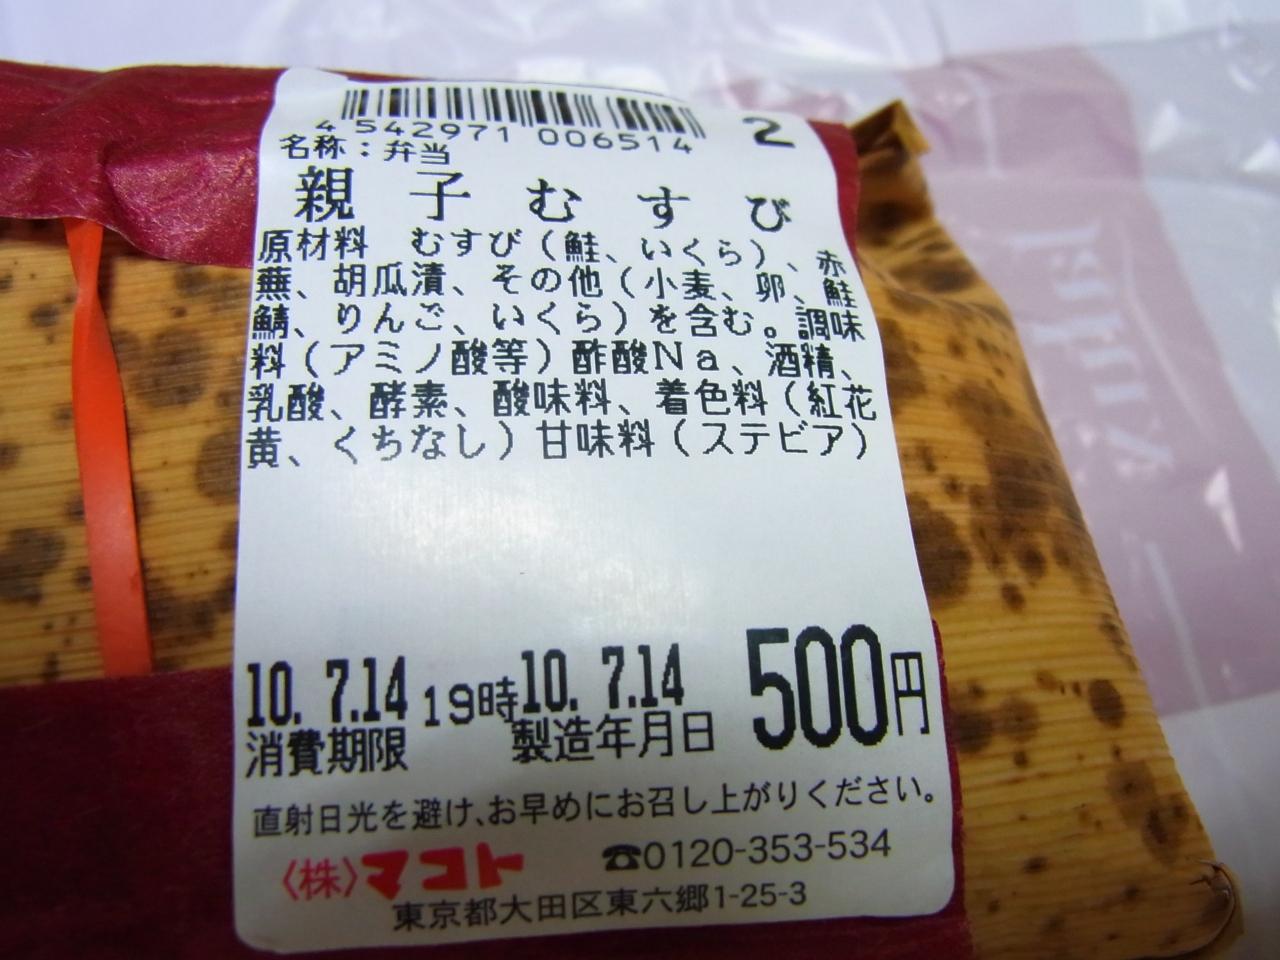 4 542971 006514
2
名称：弁当
親子むすび
原材料　むすび（鮭、いくら）、赤
蕪、胡瓜漬、その他（小麦、卵、鮭
鯖、りんご、いくら）を含む。調味
料（アミノ酸等）酢酸Ｎａ、酒精、
乳酸、酵素、酸味料、着色料（紅花
黄、くちなし）甘味料（ステビア）
10. 7.14 19時 10. 7.14 500円
消費期限 製造年月日
直射日光を避け、お早めにお召し上がりください。
〈株〉マコト ☎0120-353-534
東京都大田区東六郷1-25-3